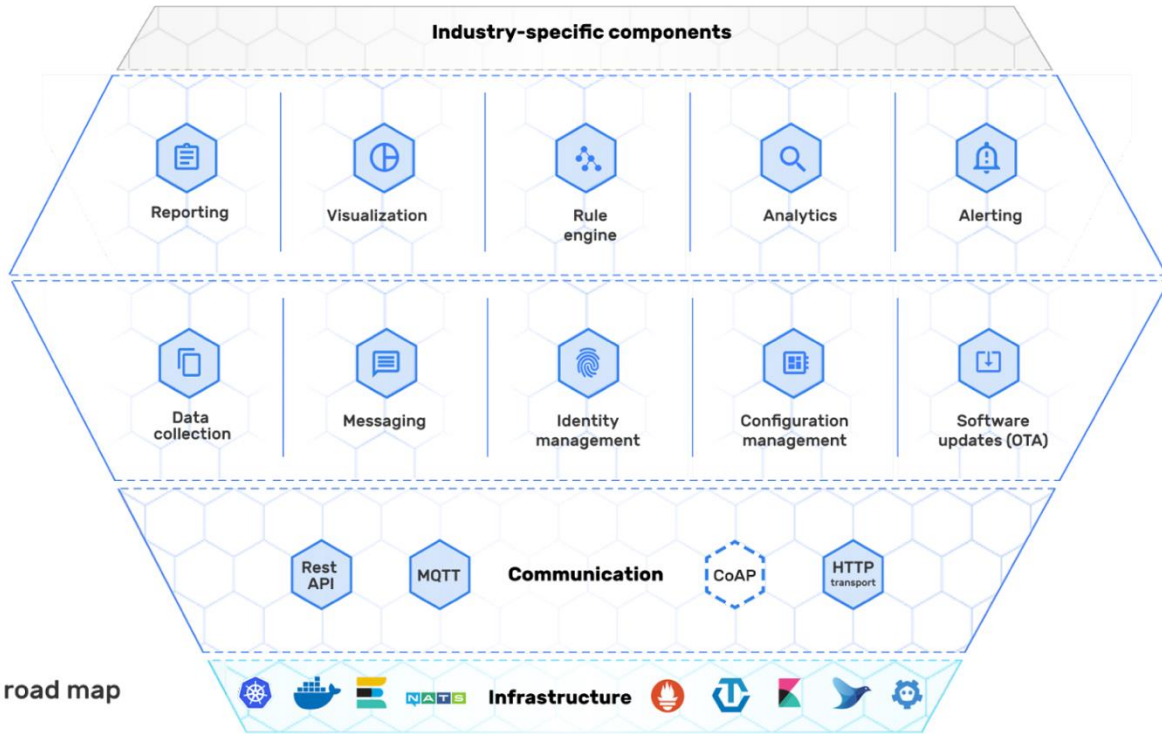 Industry-specific components
Reporting
Visualization
Rule
engine
Analytics
Alerting
Data
collection
Messaging
Identity
management
Configuration
management
Software
updates (OTA)
Rest
API
MQTT
Communication
CoAP
HTTP
transport
road map
NATS
Infrastructure